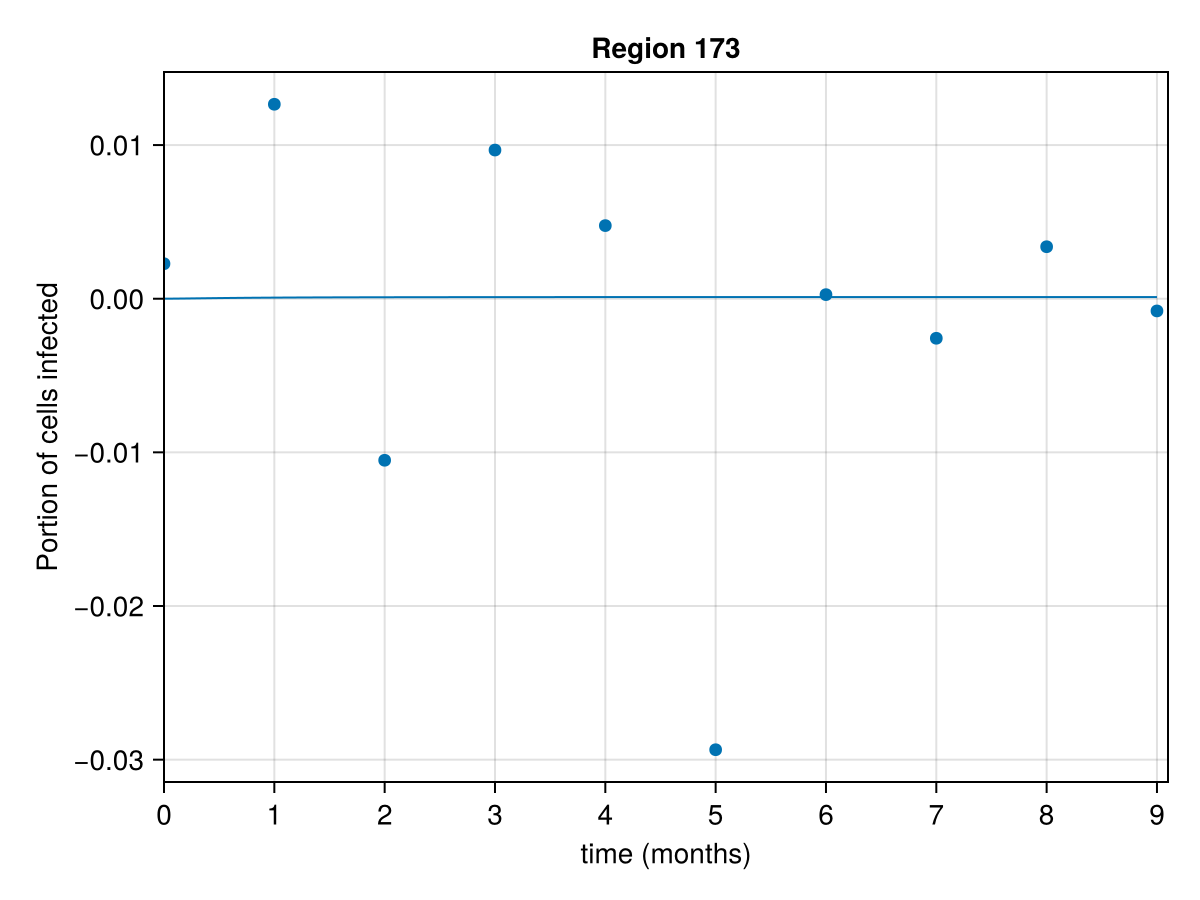 Region 173
Portion of cells infected
0.01
0.00
−0.01
−0.02
−0.03
0 1 2 3 4 5 6 7 8 9
time (months)